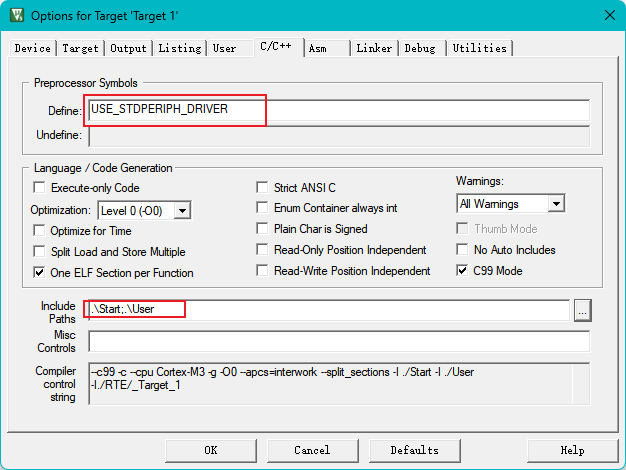 Options for Target 'Target 1'
Device Target Output Listing User C/C++ Asm Linker Debug Utilities
Preprocessor Symbols
Define: USE_STDPERIPH_DRIVER
Undefine:
Language / Code Generation
Execute-only Code
Strict ANSI C
Warnings:
Optimization: Level 0 (-O0)
Enum Container always int
All Warnings
Optimize for Time
Plain Char is Signed
Thumb Mode
Split Load and Store Multiple
Read-Only Position Independent
No Auto Includes
One ELF Section per Function
Read-Write Position Independent
C99 Mode
Include Paths
.\Start;.\User
...
Misc Controls
Compiler control string
--c99 -c --cpu Cortex-M3 -g -O0 --apcs=interwork --split_sections -I ./Start -I ./User
-I./RTE/_Target_1
OK Cancel Defaults Help